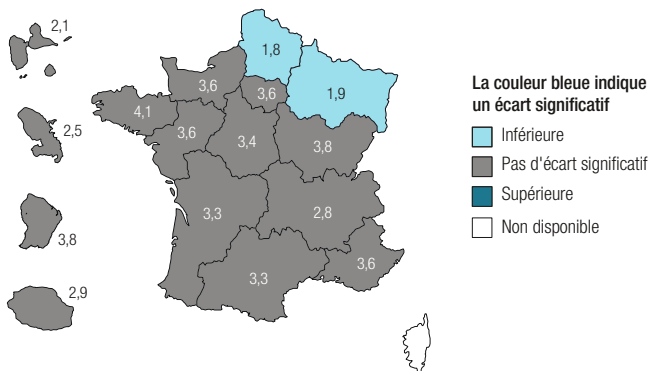 2,1
1,8
3,6
3,6
1,9
4,1
2,5
3,6
3,4
3,8
3,3
2,8
3,8
3,3
3,6
2,9
La couleur bleue indique
un écart significatif
Inférieure
Pas d'écart significatif
Supérieure
Non disponible